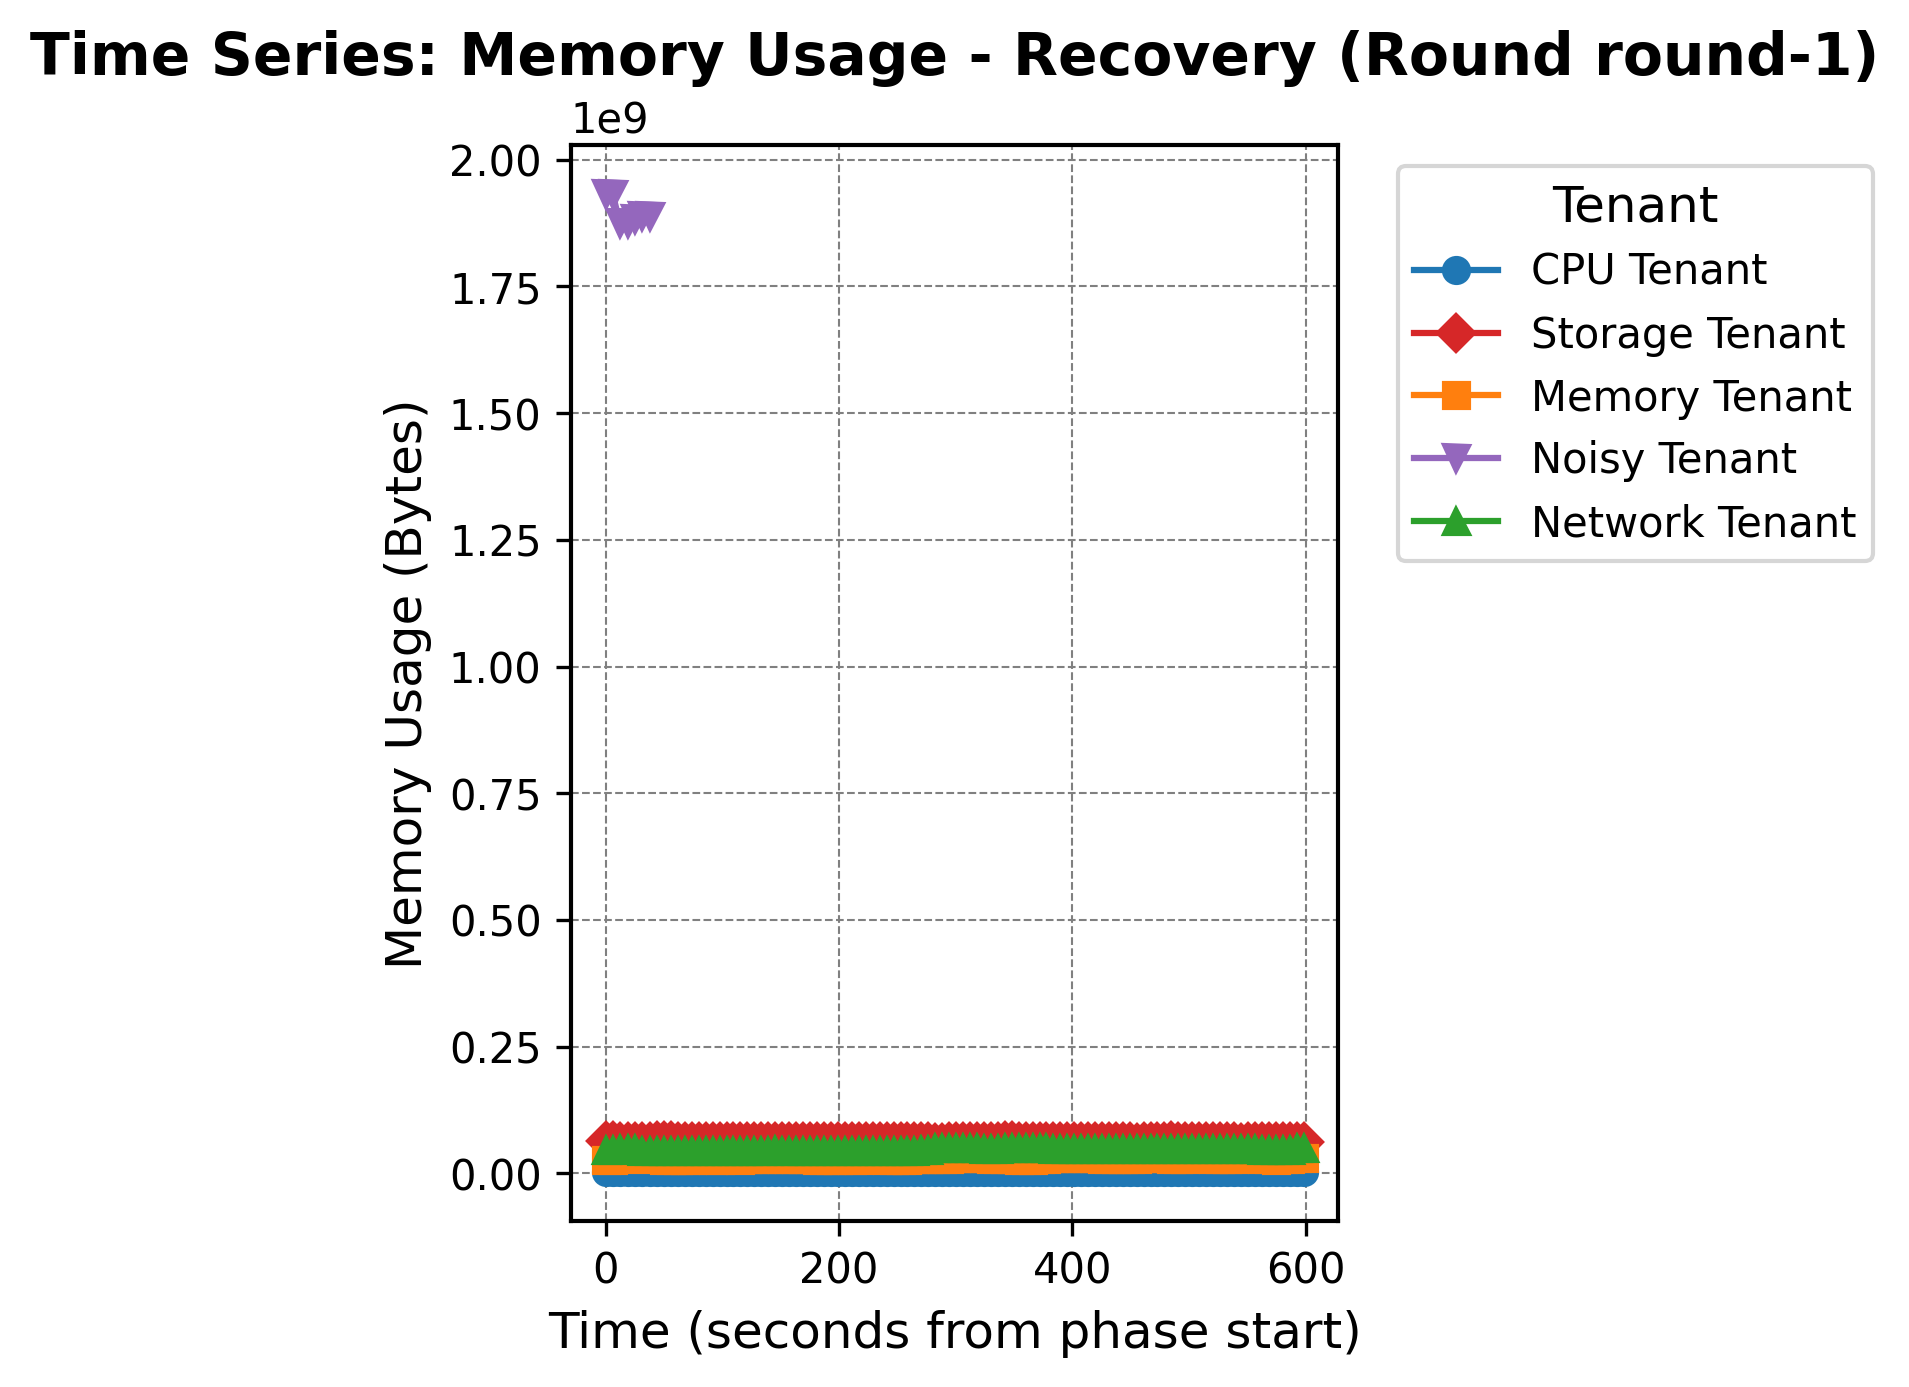 Time Series: Memory Usage - Recovery (Round round-1)
1e9
2.00
1.75
1.50
1.25
1.00
0.75
0.50
0.25
0.00
Memory Usage (Bytes)
0 200 400 600
Time (seconds from phase start)
Tenant
CPU Tenant
Storage Tenant
Memory Tenant
Noisy Tenant
Network Tenant